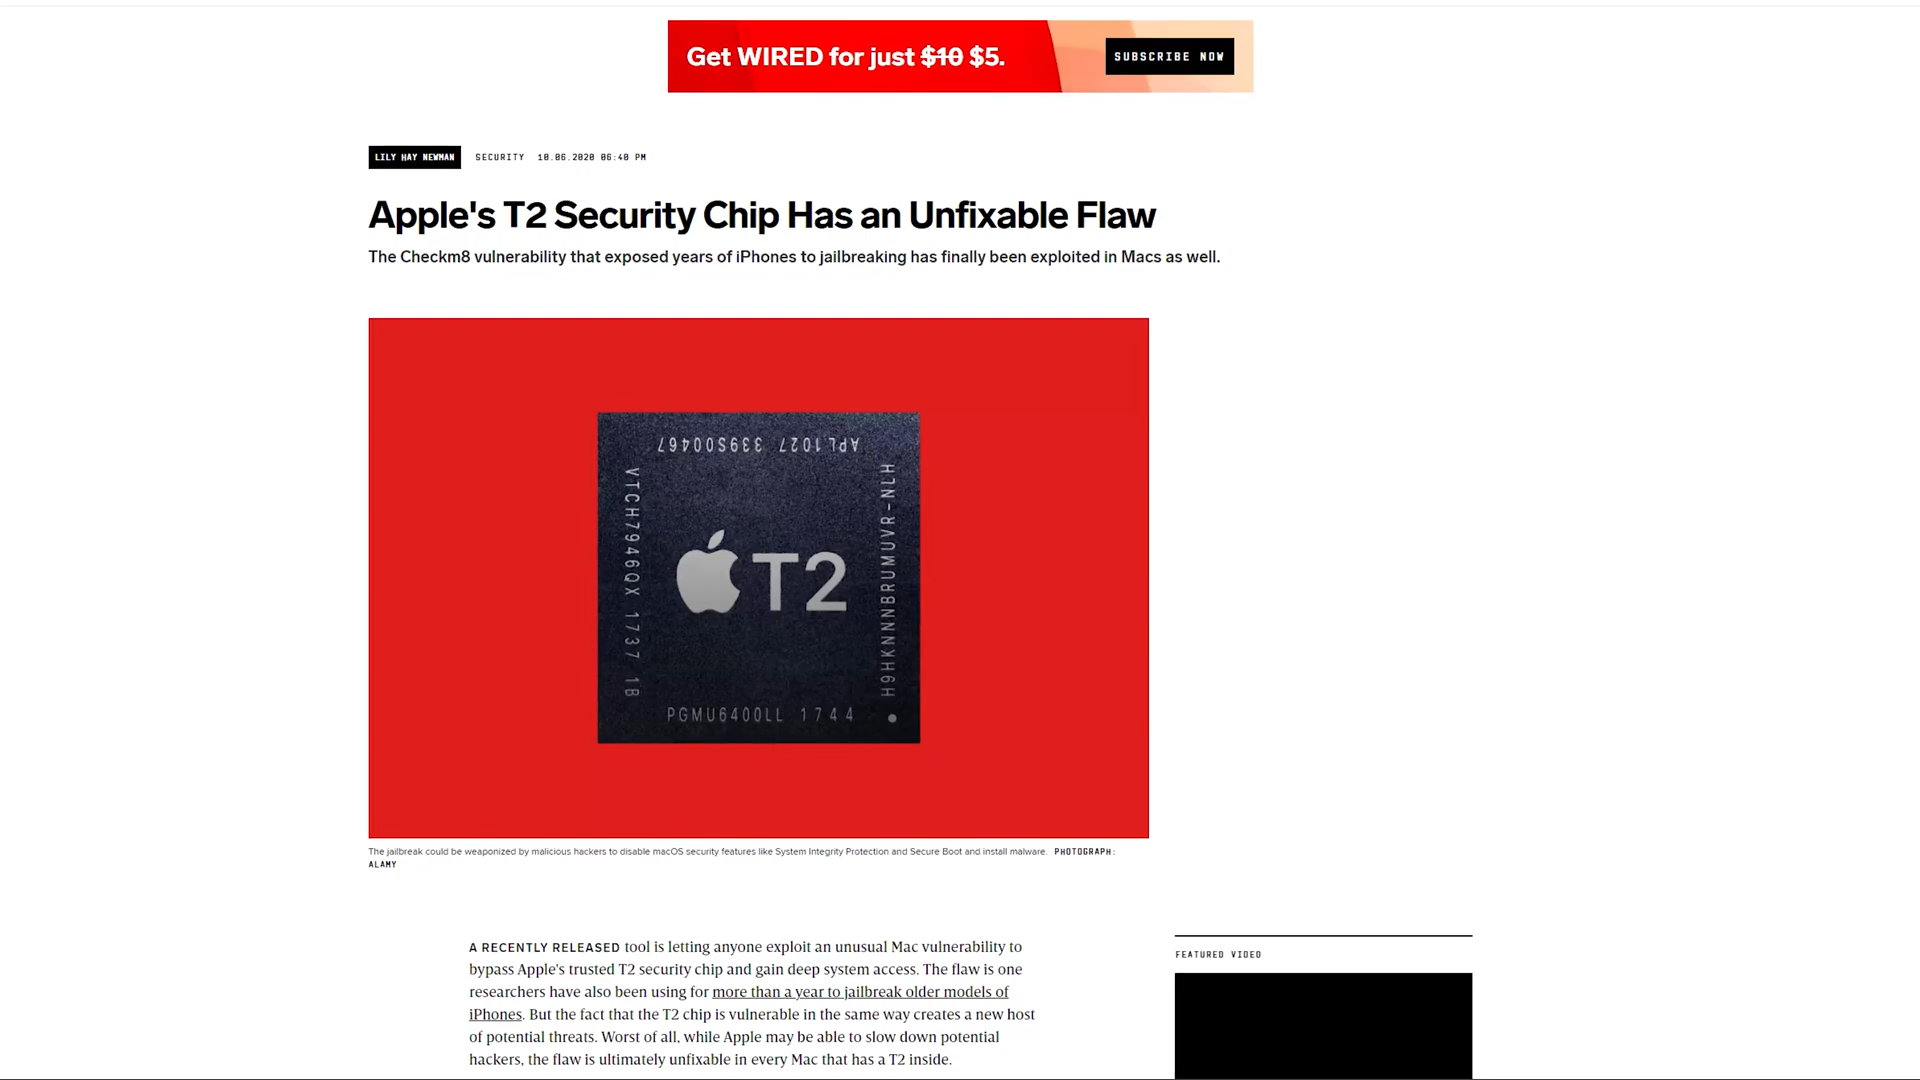 Get WIRED for just $10 $5.
SUBSCRIBE NOW
LILY HAY NEWMAN SECURITY 10.06.2020 06:40 PM
Apple's T2 Security Chip Has an Unfixable Flaw
The Checkm8 vulnerability that exposed years of iPhones to jailbreaking has finally been exploited in Macs as well.
APL1027 339S00467
VTCH7946QX 1737 1B
H9HKNNNBRUMUVR-NLH
T2
PGMU6400LL 1744
The jailbreak could be weaponized by malicious hackers to disable macOS security features like System Integrity Protection and Secure Boot and install malware. PHOTOGRAPH:
ALAMY
A RECENTLY RELEASED tool is letting anyone exploit an unusual Mac vulnerability to
bypass Apple's trusted T2 security chip and gain deep system access. The flaw is one
researchers have also been using for more than a year to jailbreak older models of
iPhones. But the fact that the T2 chip is vulnerable in the same way creates a new host
of potential threats. Worst of all, while Apple may be able to slow down potential
hackers, the flaw is ultimately unfixable in every Mac that has a T2 inside.
FEATURED VIDEO